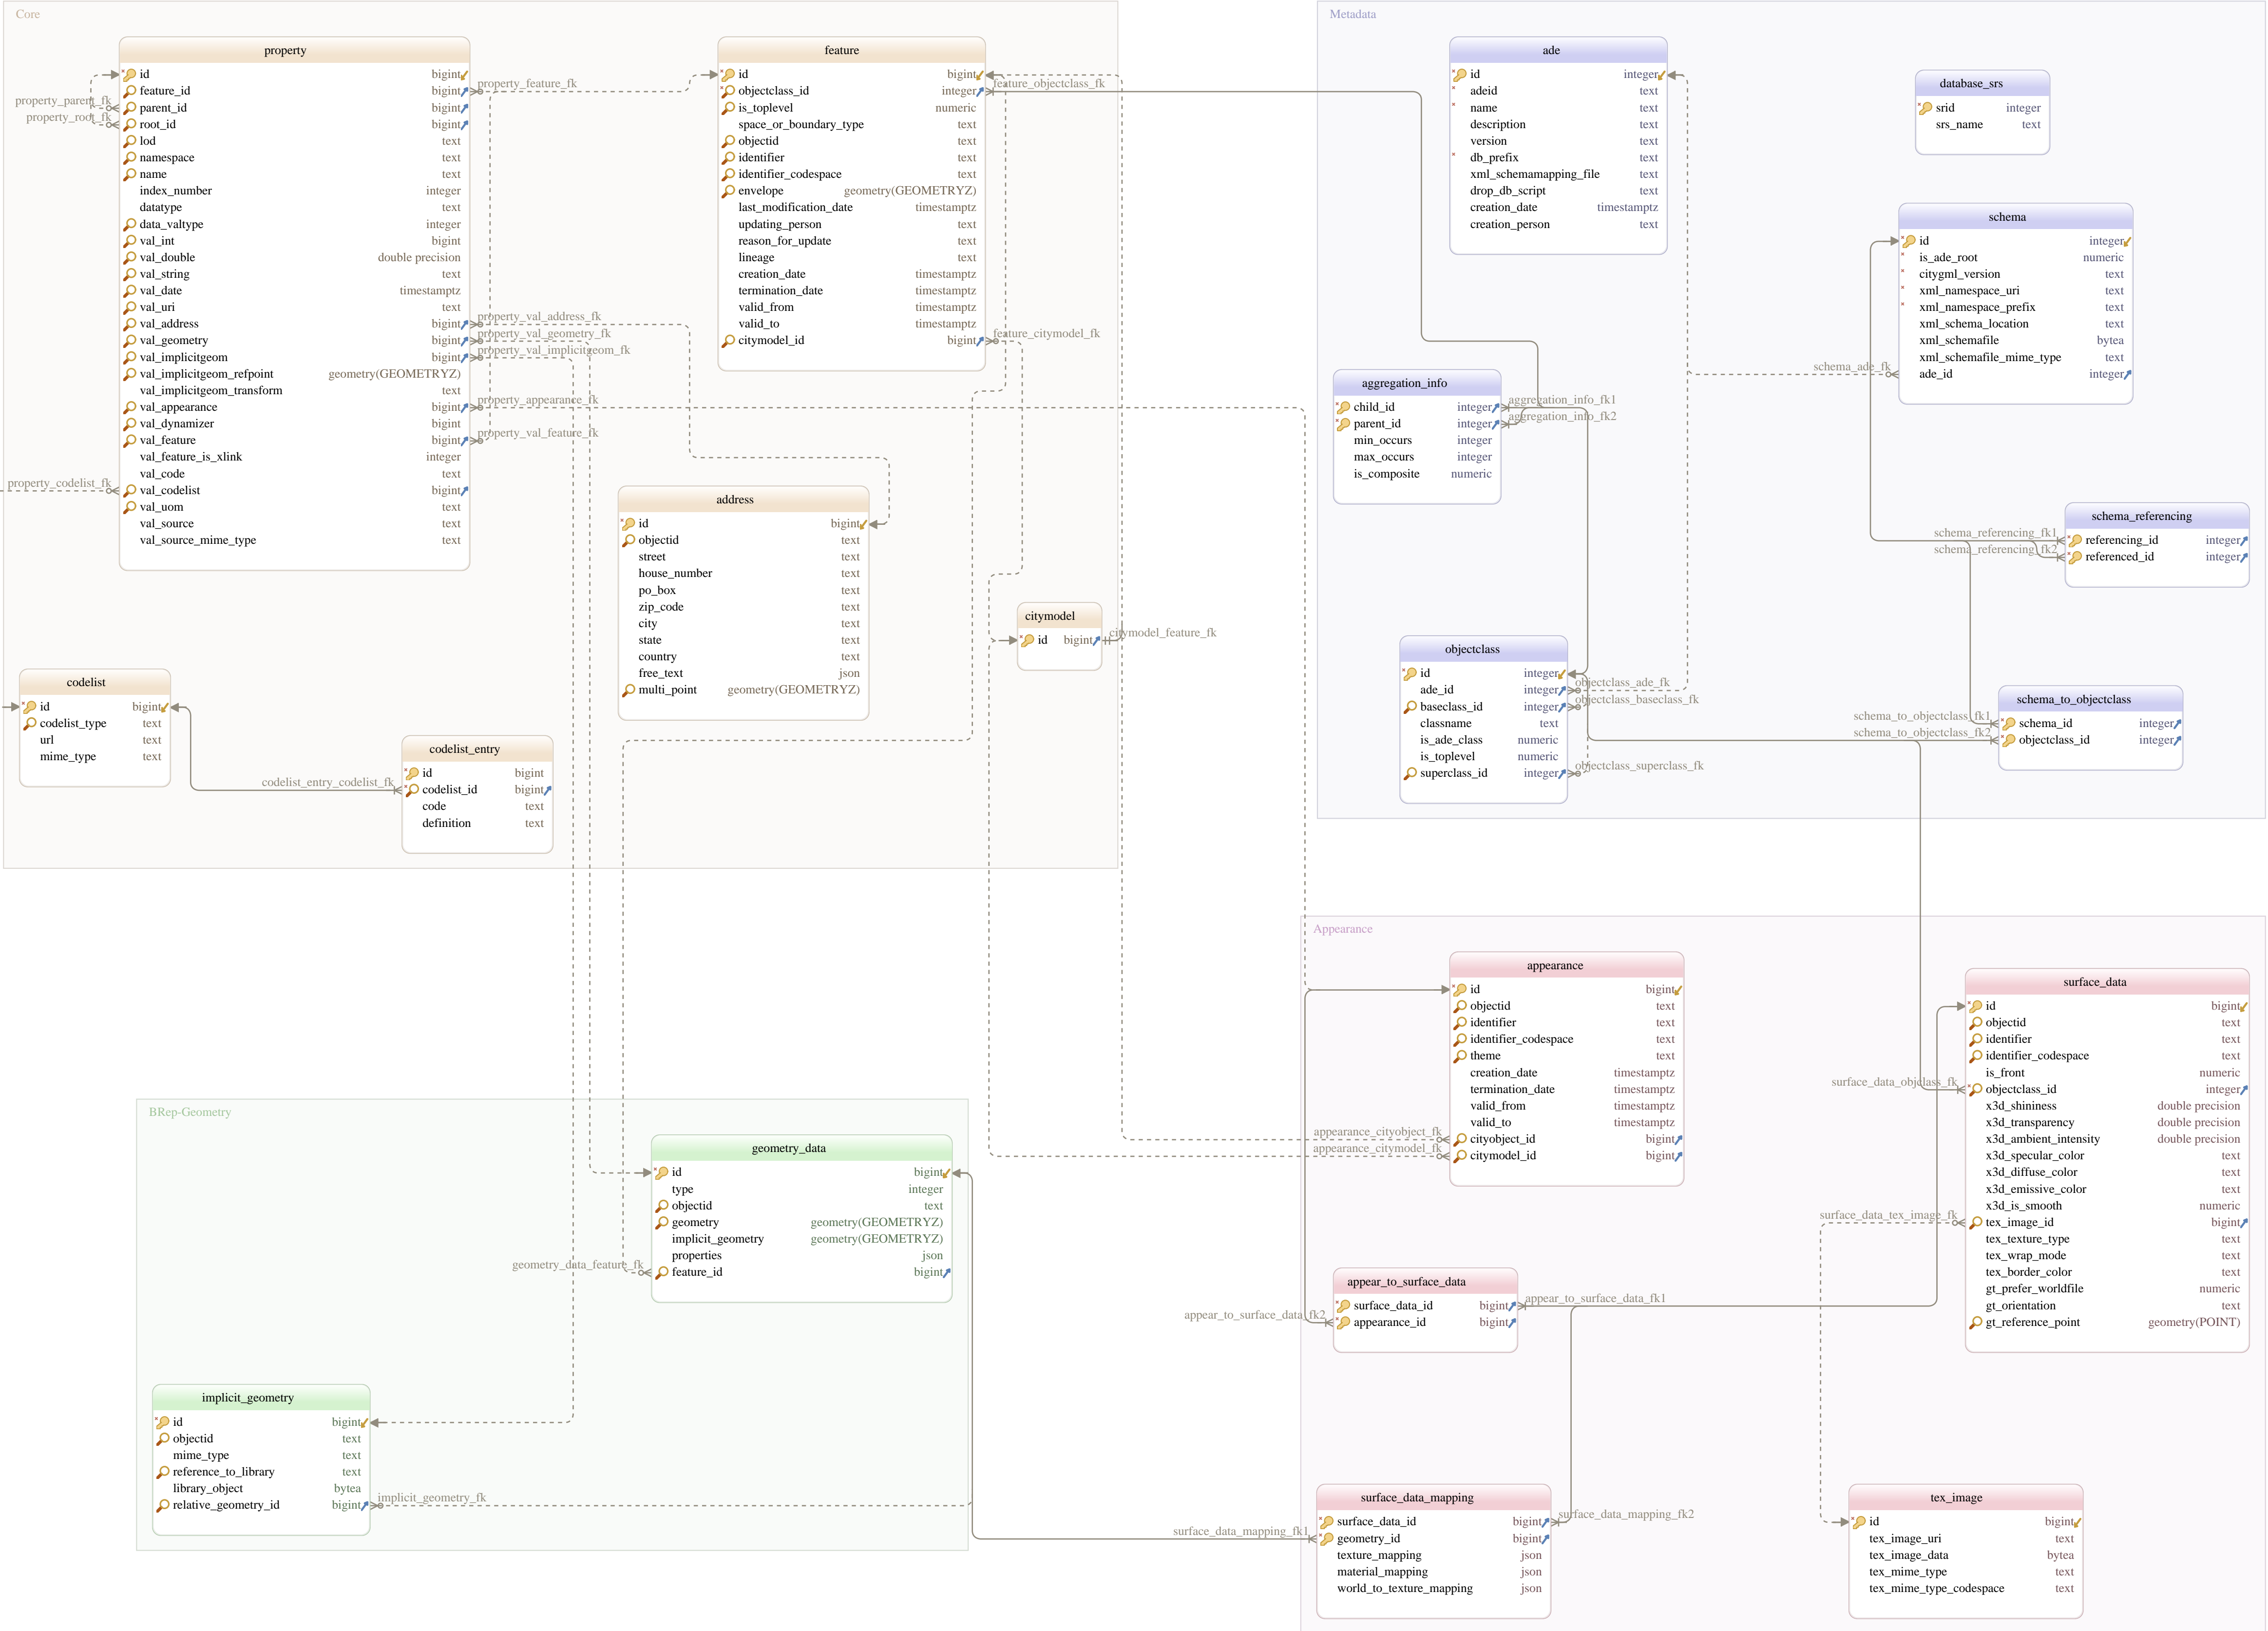 Core
property
id bigint
feature_id bigint
parent_id bigint
root_id bigint
lod text
namespace text
name text
index_number integer
datatype text
data_valtype integer
val_int bigint
val_double double precision
val_string text
val_date timestamptz
val_uri text
val_address bigint
val_geometry bigint
val_implicitgeom bigint
val_implicitgeom_refpoint geometry(GEOMETRYZ)
val_implicitgeom_transform text
val_appearance bigint
val_dynamizer bigint
val_feature bigint
val_feature_is_xlink integer
val_code text
val_codelist bigint
val_uom text
val_source text
val_source_mime_type text
property_parent_fk
property_root_fk
property_codelist_fk
property_feature_fk
property_val_address_fk
property_val_geometry_fk
property_val_implicitgeom_fk
property_appearance_fk
property_val_feature_fk
feature
id bigint
objectclass_id integer
is_toplevel numeric
space_or_boundary_type text
objectid text
identifier text
identifier_codespace text
envelope geometry(GEOMETRYZ)
last_modification_date timestamptz
updating_person text
reason_for_update text
lineage text
creation_date timestamptz
termination_date timestamptz
valid_from timestamptz
valid_to timestamptz
citymodel_id bigint
feature_objectclass_fk
feature_citymodel_fk
address
id bigint
objectid text
street text
house_number text
po_box text
zip_code text
city text
state text
country text
free_text json
multi_point geometry(GEOMETRYZ)
citymodel
id bigint
citymodel_feature_fk
codelist
id bigint
codelist_type text
url text
mime_type text
codelist_entry
id bigint
codelist_id bigint
code text
definition text
codelist_entry_codelist_fk
Metadata
ade
id integer
adeid text
name text
description text
version text
db_prefix text
xml_schemamapping_file text
drop_db_script text
creation_date timestamptz
creation_person text
database_srs
srid integer
srs_name text
schema
id integer
is_ade_root numeric
citygml_version text
xml_namespace_uri text
xml_namespace_prefix text
xml_schema_location text
xml_schemafile bytea
xml_schemafile_mime_type text
ade_id integer
schema_ade_fk
aggregation_info
child_id integer
parent_id integer
min_occurs integer
max_occurs integer
is_composite numeric
aggregation_info_fk1
aggregation_info_fk2
schema_referencing
referencing_id integer
referenced_id integer
schema_referencing_fk1
schema_referencing_fk2
objectclass
id integer
ade_id integer
baseclass_id integer
classname text
is_ade_class numeric
is_toplevel numeric
superclass_id integer
objectclass_ade_fk
objectclass_baseclass_fk
objectclass_superclass_fk
schema_to_objectclass
schema_id integer
objectclass_id integer
schema_to_objectclass_fk1
schema_to_objectclass_fk2
BRep-Geometry
geometry_data
id bigint
type integer
objectid text
geometry geometry(GEOMETRYZ)
implicit_geometry geometry(GEOMETRYZ)
properties json
feature_id bigint
geometry_data_feature_fk
implicit_geometry
id bigint
objectid text
mime_type text
reference_to_library text
library_object bytea
relative_geometry_id bigint
implicit_geometry_fk
Appearance
appearance
id bigint
objectid text
identifier text
identifier_codespace text
theme text
creation_date timestamptz
termination_date timestamptz
valid_from timestamptz
valid_to timestamptz
cityobject_id bigint
citymodel_id bigint
appearance_cityobject_fk
appearance_citymodel_fk
surface_data
id bigint
objectid text
identifier text
identifier_codespace text
is_front numeric
objectclass_id integer
x3d_shininess double precision
x3d_transparency double precision
x3d_ambient_intensity double precision
x3d_specular_color text
x3d_diffuse_color text
x3d_emissive_color text
x3d_is_smooth numeric
tex_image_id bigint
tex_texture_type text
tex_wrap_mode text
tex_border_color text
gt_prefer_worldfile numeric
gt_orientation text
gt_reference_point geometry(POINT)
surface_data_objclass_fk
surface_data_tex_image_fk
appear_to_surface_data
surface_data_id bigint
appearance_id bigint
appear_to_surface_data_fk1
appear_to_surface_data_fk2
surface_data_mapping
surface_data_id bigint
geometry_id bigint
texture_mapping json
material_mapping json
world_to_texture_mapping json
surface_data_mapping_fk1
surface_data_mapping_fk2
tex_image
id bigint
tex_image_uri text
tex_image_data bytea
tex_mime_type text
tex_mime_type_codespace text